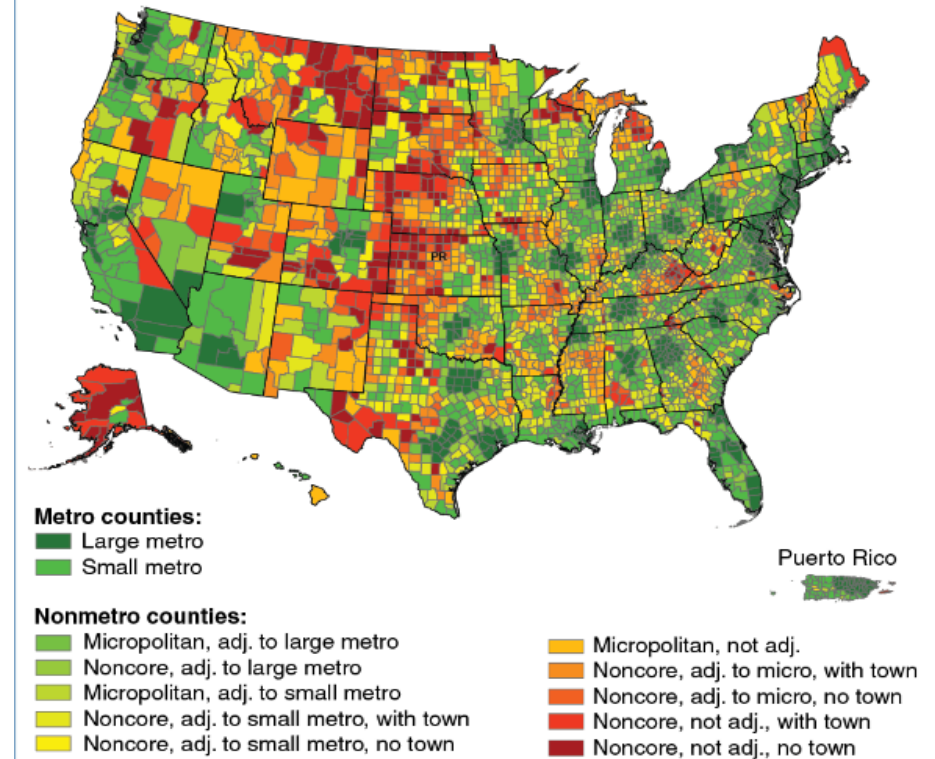 PR
Metro counties:
Large metro
Small metro
Puerto Rico
Nonmetro counties:
Micropolitan, adj. to large metro
Noncore, adj. to large metro
Micropolitan, adj. to small metro
Noncore, adj. to small metro, with town
Noncore, adj. to small metro, no town
Micropolitan, not adj.
Noncore, adj. to micro, with town
Noncore, adj. to micro, no town
Noncore, not adj., with town
Noncore, not adj., no town